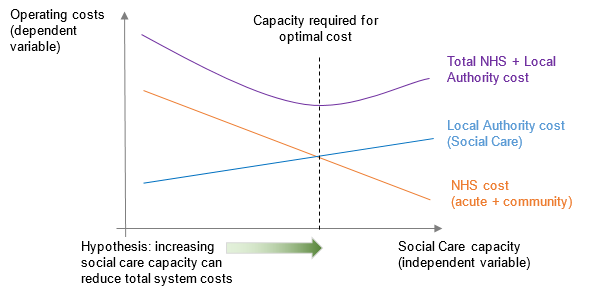 Operating costs
(dependent
variable)
Capacity required for
optimal cost
Total NHS + Local
Authority cost
Local Authority cost
(Social Care)
NHS cost
(acute + community)
Hypothesis: increasing
social care capacity can
reduce total system costs
Social Care capacity
(independent variable)